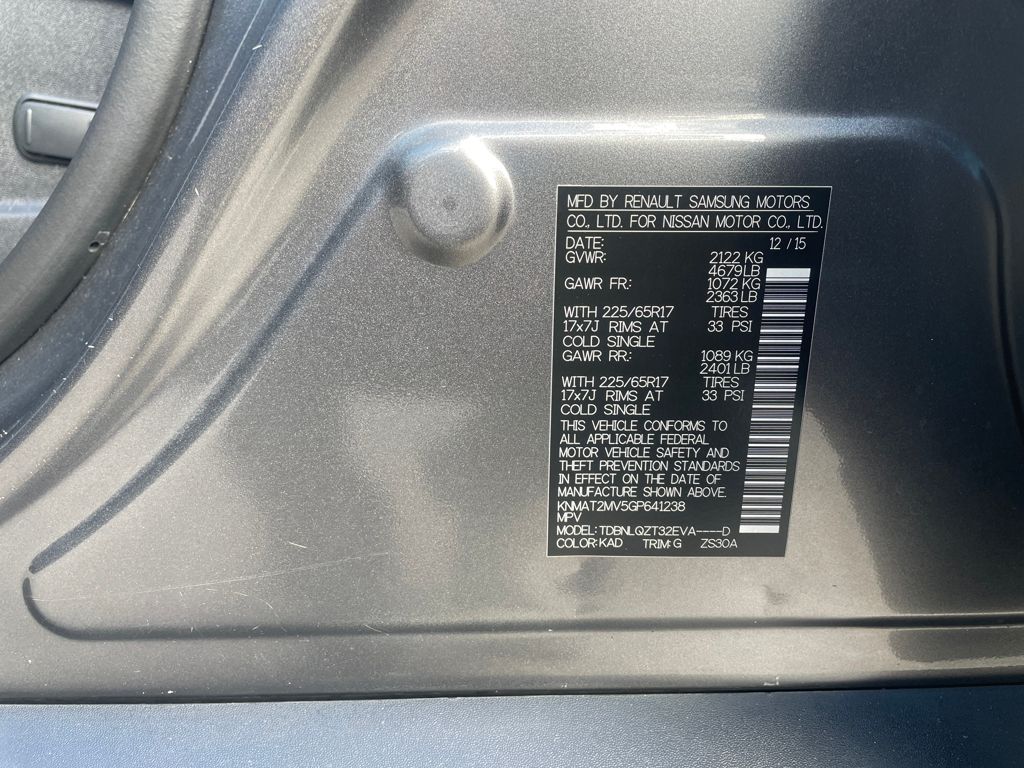 MFD BY RENAULT SAMSUNG MOTORS
CO., LTD. FOR NISSAN MOTOR CO., LTD.
DATE: 12 / 15
GVWR: 2122 KG
4679 LB
GAWR FR: 1072 KG
2363 LB
WITH 225/65R17 TIRES
17x7J RIMS AT 33 PSI
COLD SINGLE
GAWR RR: 1089 KG
2401 LB
WITH 225/65R17 TIRES
17x7J RIMS AT 33 PSI
COLD SINGLE
THIS VEHICLE CONFORMS TO
ALL APPLICABLE FEDERAL
MOTOR VEHICLE SAFETY AND
THEFT PREVENTION STANDARDS
IN EFFECT ON THE DATE OF
MANUFACTURE SHOWN ABOVE.
KNMAT2MV5GP641238
MPV
MODEL: TDBNLQZT32EVA----D
COLOR: KAD TRIM: G ZS30A